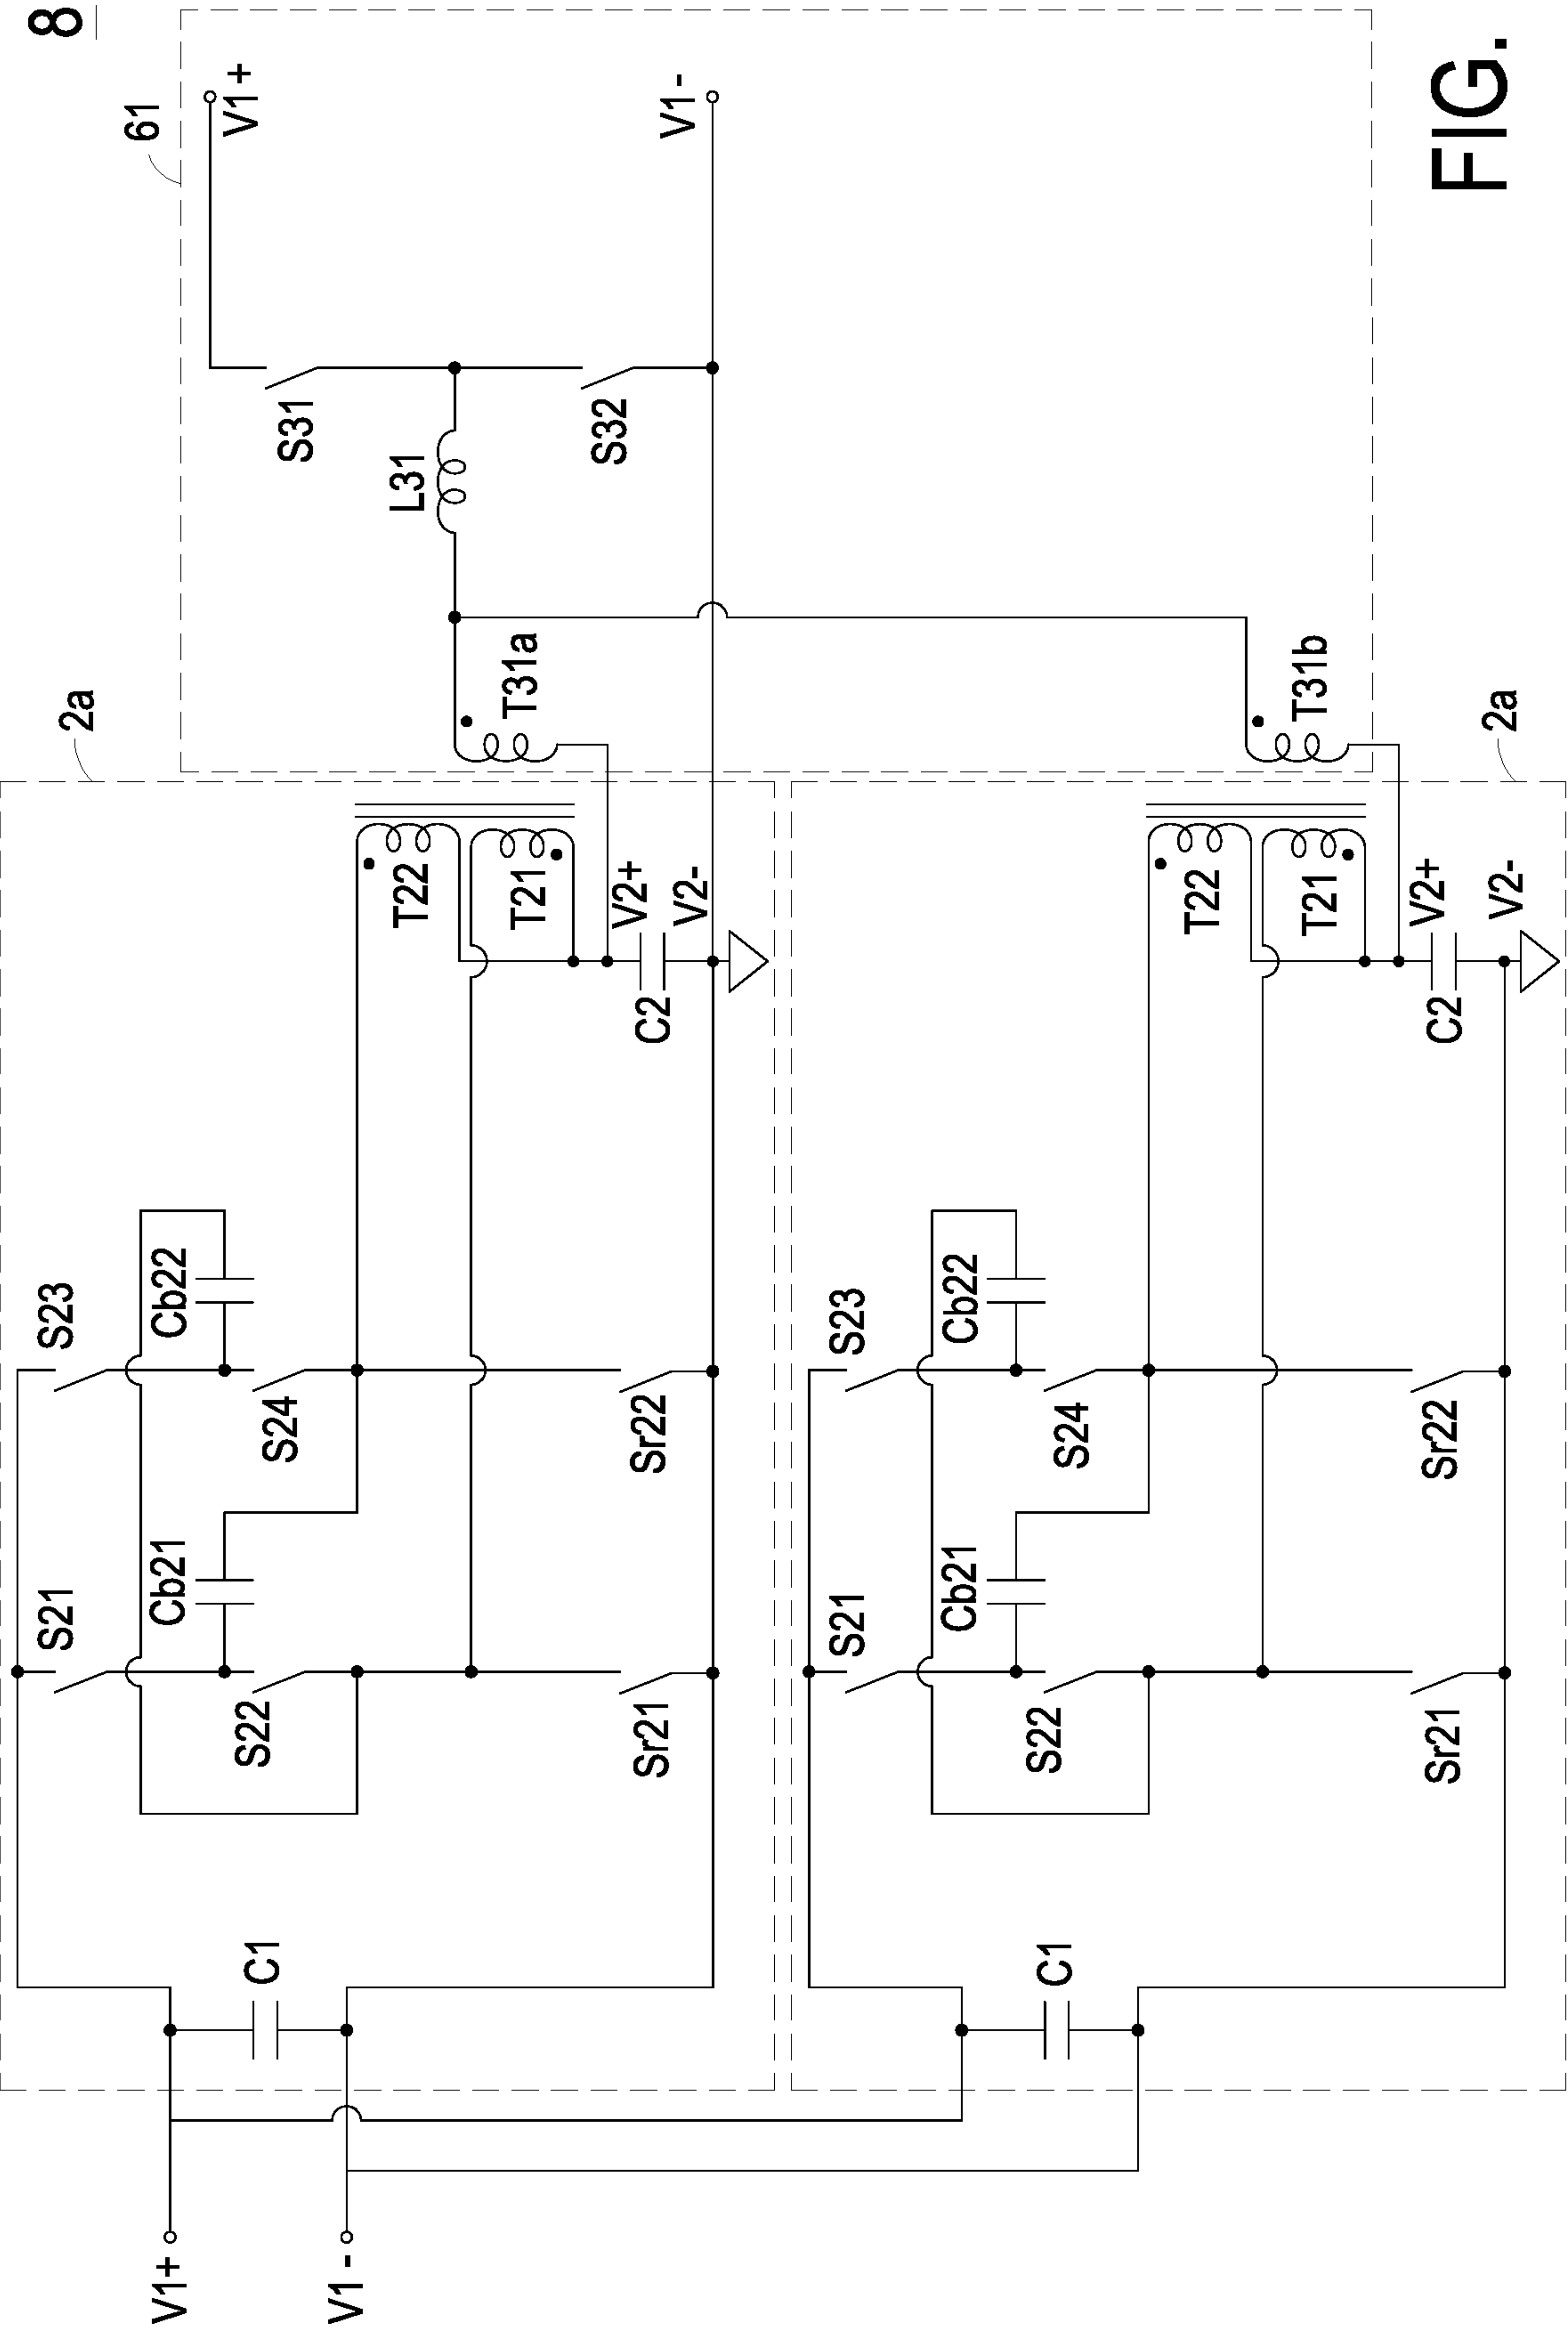 8
61
V1+
V1-
S31
S32
L31
T31a
T31b
2a
T22
T21
V2+
V2-
C2
S23
Cb22
S24
Sr22
S21
Cb21
S22
Sr21
C1
V1+
V1-
2a
T22
T21
V2+
V2-
C2
S23
Cb22
S24
Sr22
S21
Cb21
S22
Sr21
C1
FIG.